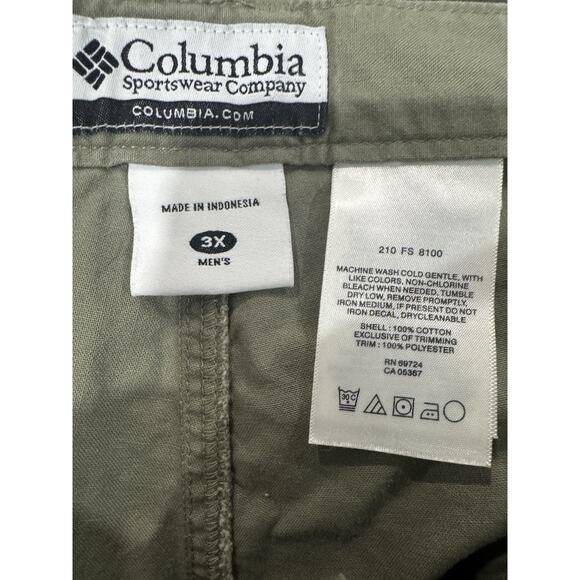 Columbia
Sportswear Company
COLUMBIA.COM
MADE IN INDONESIA
3X
MEN'S
210 FS 8100
MACHINE WASH COLD GENTLE, WITH
LIKE COLORS, NON-CHLORINE
BLEACH WHEN NEEDED, TUMBLE
DRY LOW, REMOVE PROMPTLY,
IRON MEDIUM, IF PRESENT DO NOT
IRON DECAL, DRYCLEANABLE
SHELL : 100% COTTON
EXCLUSIVE OF TRIMMING
TRIM : 100% POLYESTER
RN 69724
CA 05367
30 C